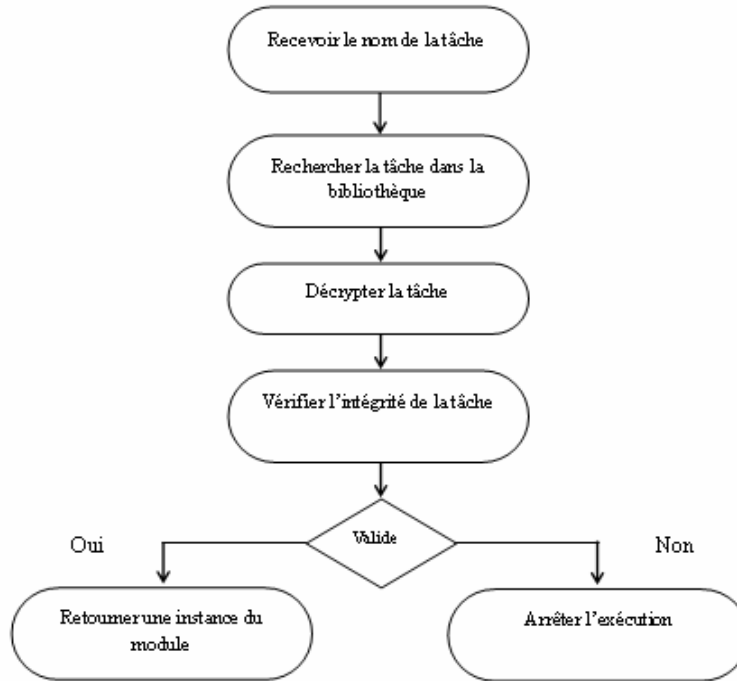 Recevoir le nom de la tâche
Rechercher la tâche dans la
bibliothèque
Décrypter la tâche
Vérifier l'intégrité de la tâche
Valide
Oui
Non
Retourner une instance du
module
Arrêter l'exécution